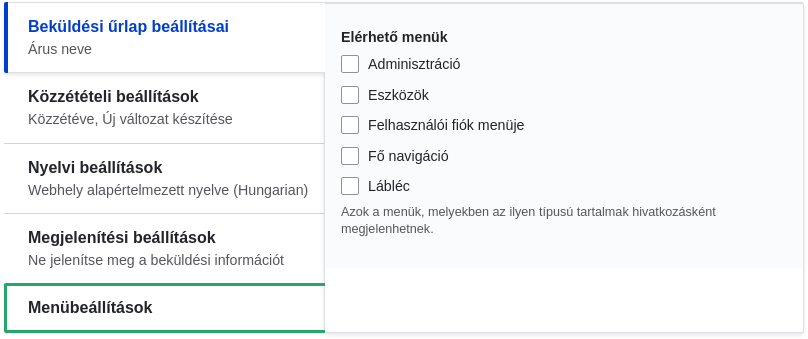 Beküldési űrlap beállításai
Árus neve
Közzétételi beállítások
Közzétéve, Új változat készítése
Nyelvi beállítások
Webhely alapértelmezett nyelve (Hungarian)
Megjelenítési beállítások
Ne jelenítse meg a beküldési információt
Menübeállítások
Elérhető menük
Adminisztráció
Eszközök
Felhasználói fiók menüje
Fő navigáció
Lábléc
Azok a menük, melyekben az ilyen típusú tartalmak hivatkozásként
megjelenhetnek.